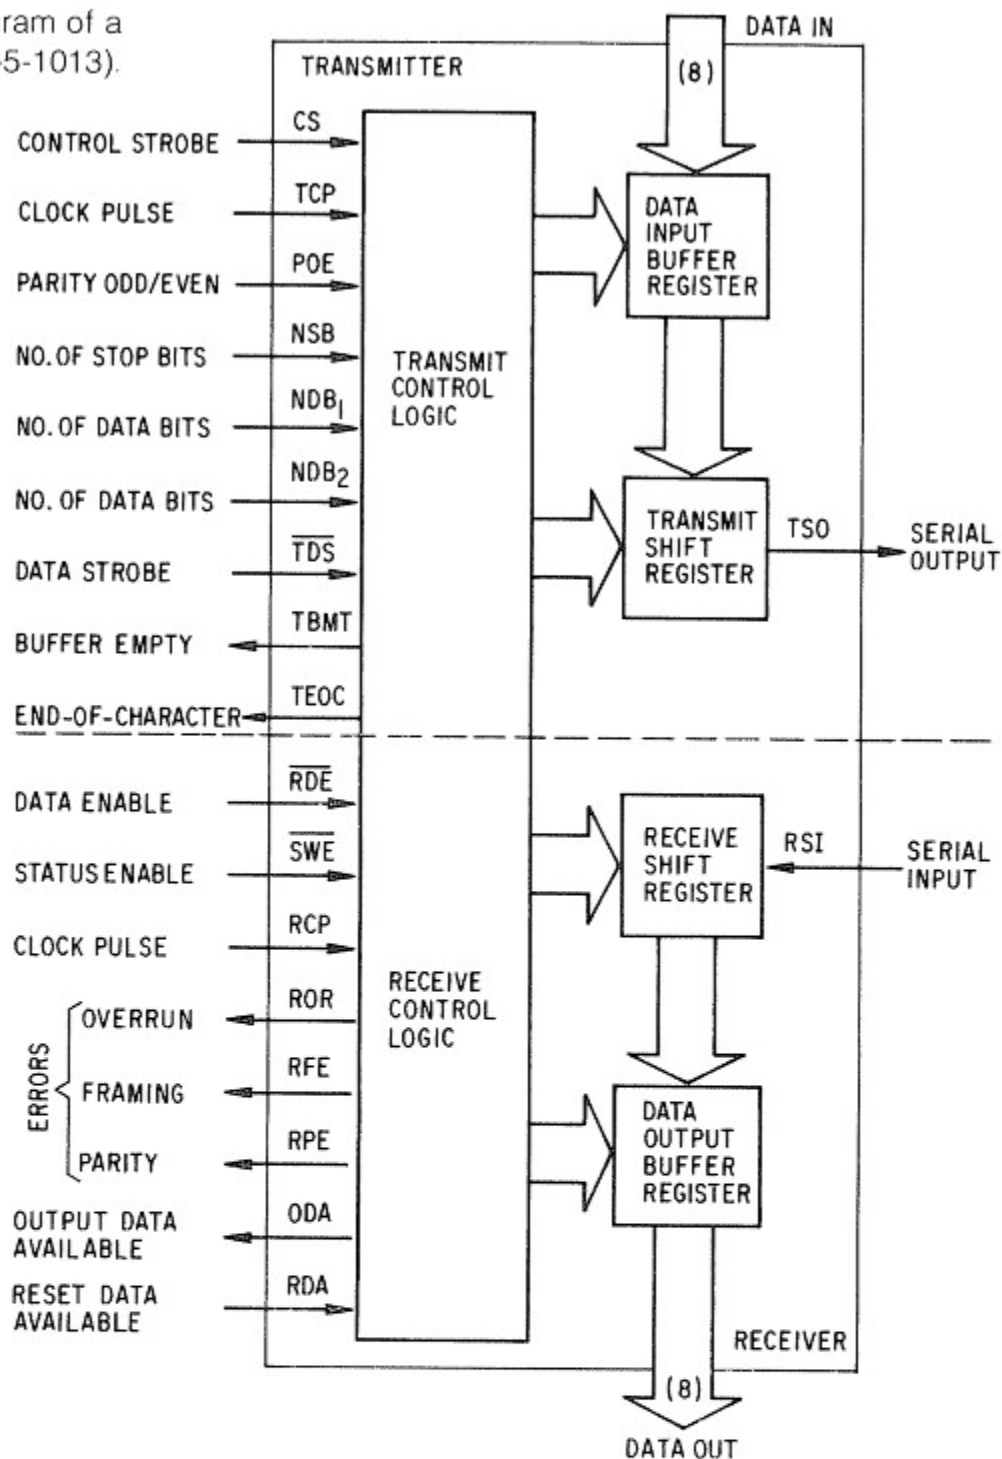 gram of a
-5-1013).
DATA IN
(8)
TRANSMITTER
CONTROL STROBE
CS
CLOCK PULSE
TCP
PARITY ODD/EVEN
POE
NO. OF STOP BITS
NSB
NO. OF DATA BITS
NDB₁
NO. OF DATA BITS
NDB₂
DATA STROBE
T̅D̅S̅
BUFFER EMPTY
TBMT
END-OF-CHARACTER
TEOC
TRANSMIT
CONTROL
LOGIC
DATA
INPUT
BUFFER
REGISTER
TRANSMIT
SHIFT
REGISTER
TSO
SERIAL
OUTPUT
DATA ENABLE
R̅D̅E̅
STATUS ENABLE
S̅W̅E̅
CLOCK PULSE
RCP
ERRORS
OVERRUN
ROR
FRAMING
RFE
PARITY
RPE
OUTPUT DATA
AVAILABLE
ODA
RESET DATA
AVAILABLE
RDA
RECEIVE
CONTROL
LOGIC
RECEIVE
SHIFT
REGISTER
RSI
SERIAL
INPUT
DATA
OUTPUT
BUFFER
REGISTER
RECEIVER
(8)
DATA OUT